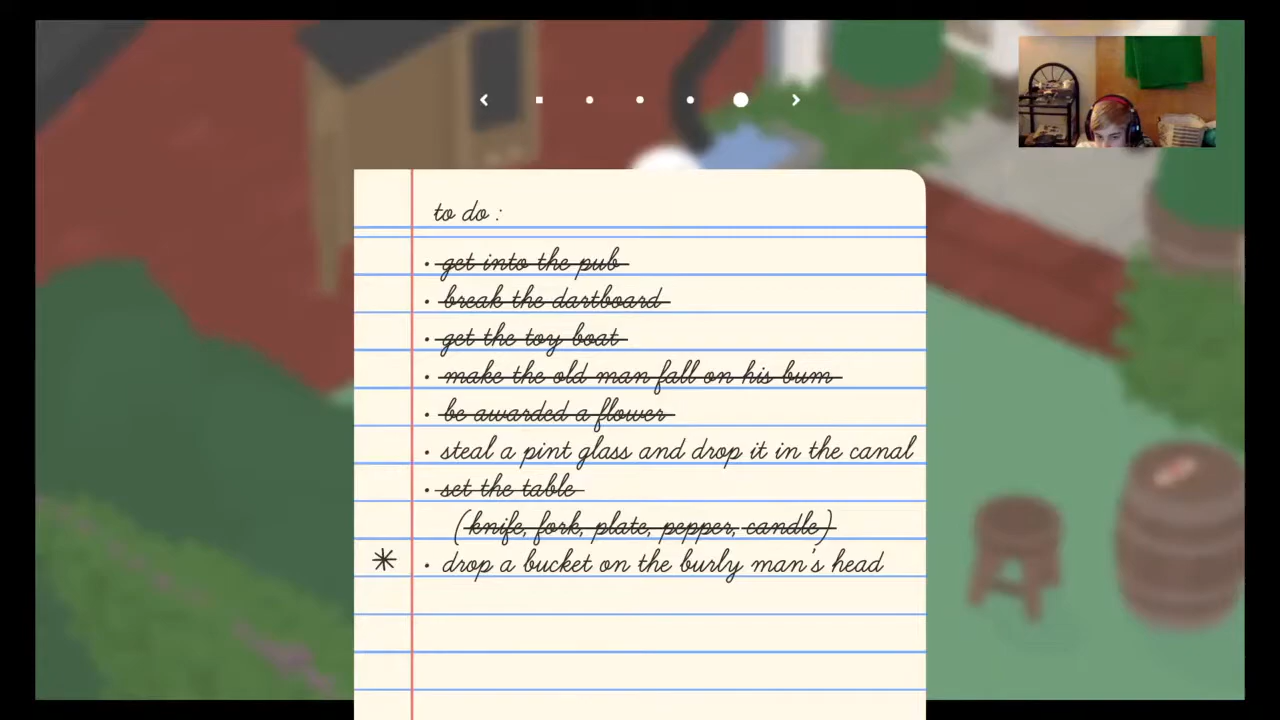 to do :
• get into the pub
• break the dartboard
• get the toy boat
• make the old man fall on his bum
• be awarded a flower
• steal a pint glass and drop it in the canal
• set the table
(knife, fork, plate, pepper, candle)
• drop a bucket on the burly man's head